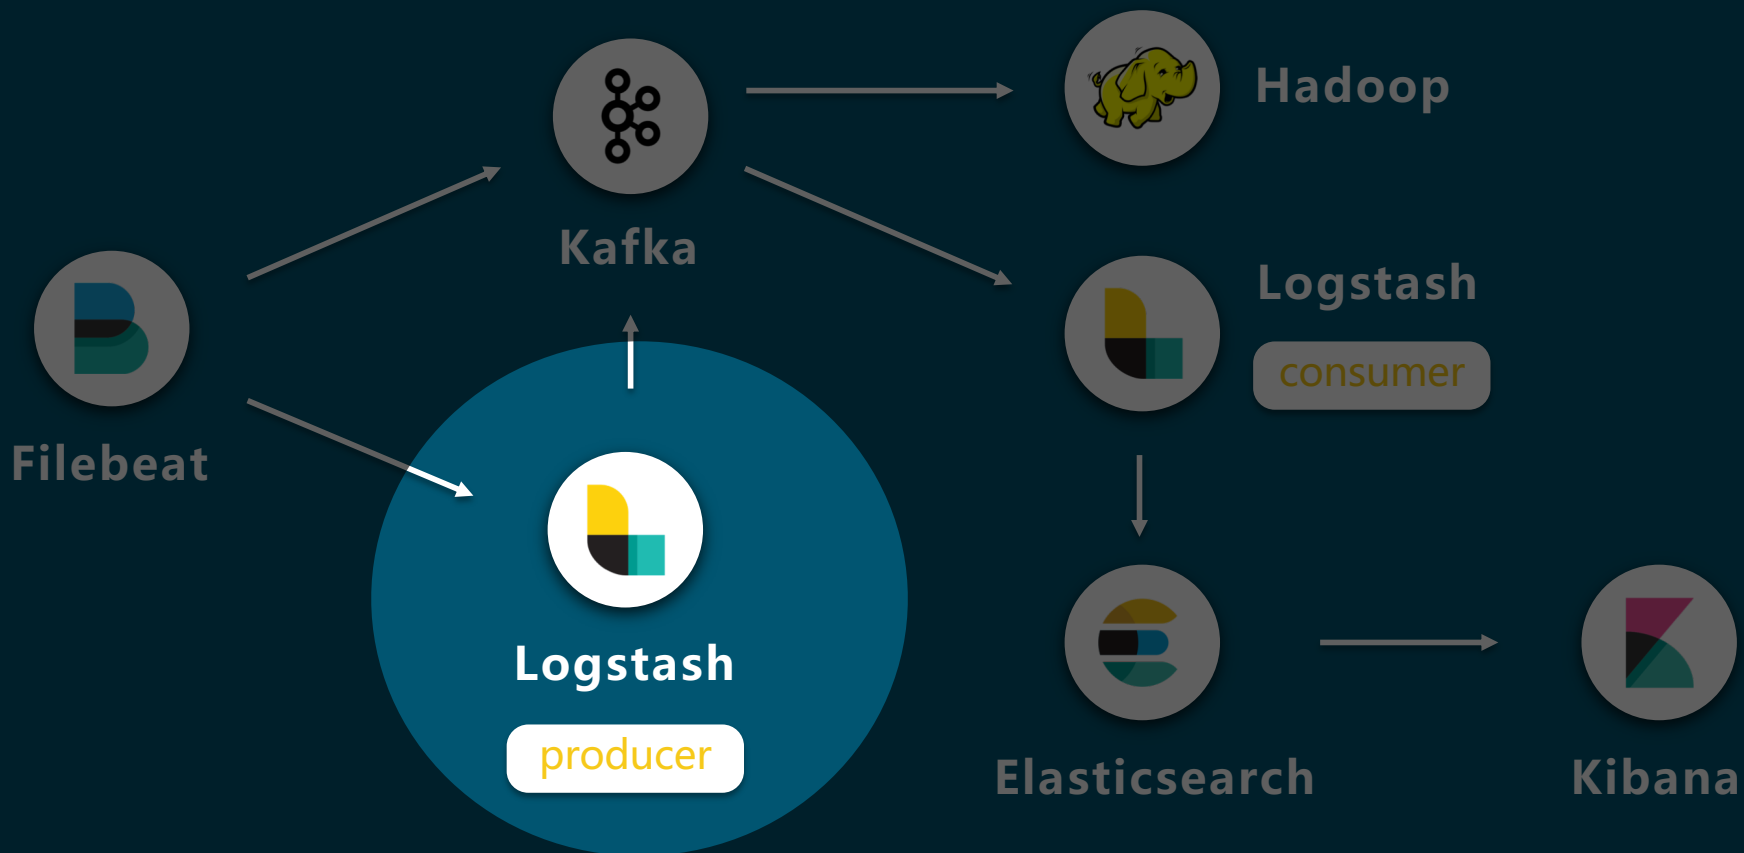 Hadoop
Kafka
Logstash
consumer
Filebeat
Logstash
producer
Elasticsearch
Kibana